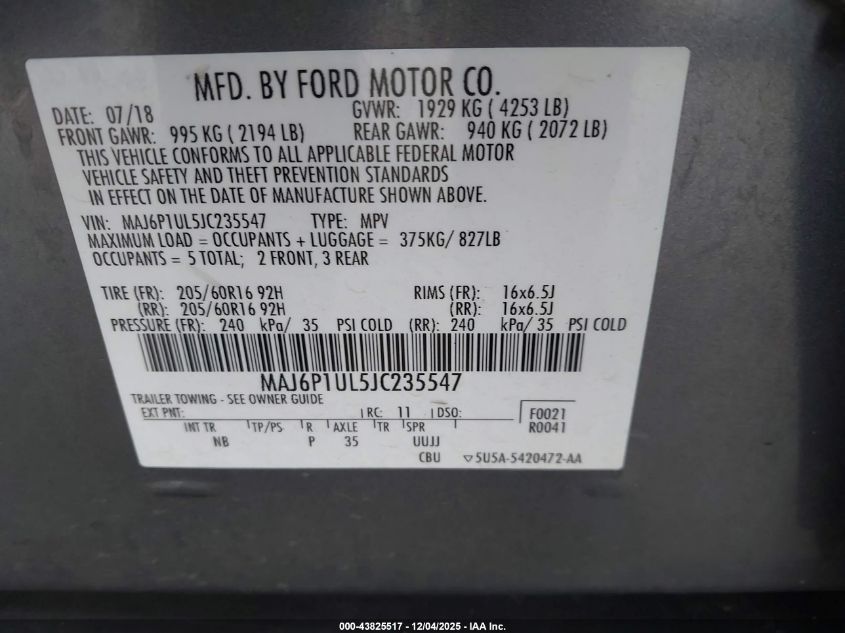 MFD. BY FORD MOTOR CO.
DATE: 07/18 GVWR: 1929 KG ( 4253 LB)
FRONT GAWR: 995 KG ( 2194 LB) REAR GAWR: 940 KG ( 2072 LB)
THIS VEHICLE CONFORMS TO ALL APPLICABLE FEDERAL MOTOR
VEHICLE SAFETY AND THEFT PREVENTION STANDARDS
IN EFFECT ON THE DATE OF MANUFACTURE SHOWN ABOVE.
VIN: MAJ6P1UL5JC235547 TYPE: MPV
MAXIMUM LOAD = OCCUPANTS + LUGGAGE = 375KG/ 827LB
OCCUPANTS = 5 TOTAL; 2 FRONT, 3 REAR
TIRE (FR): 205/60R16 92H RIMS (FR): 16x6.5J
(RR): 205/60R16 92H (RR): 16x6.5J
PRESSURE (FR): 240 kPa/ 35 PSI COLD (RR): 240 kPa/ 35 PSI COLD
MAJ6P1UL5JC235547
TRAILER TOWING - SEE OWNER GUIDE
EXT PNT: RC: 11 DSO: F0021
R0041
INT TR TP/PS R AXLE TR SPR
NB P 35 UUJJ
CBU ▽5U5A-5420472-AA
000-43825517 - 12/04/2025 - IAA Inc.